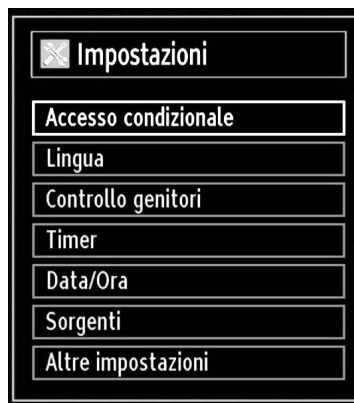 Impostazioni
Accesso condizionale
Lingua
Controllo genitori
Timer
Data/Ora
Sorgenti
Altre impostazioni